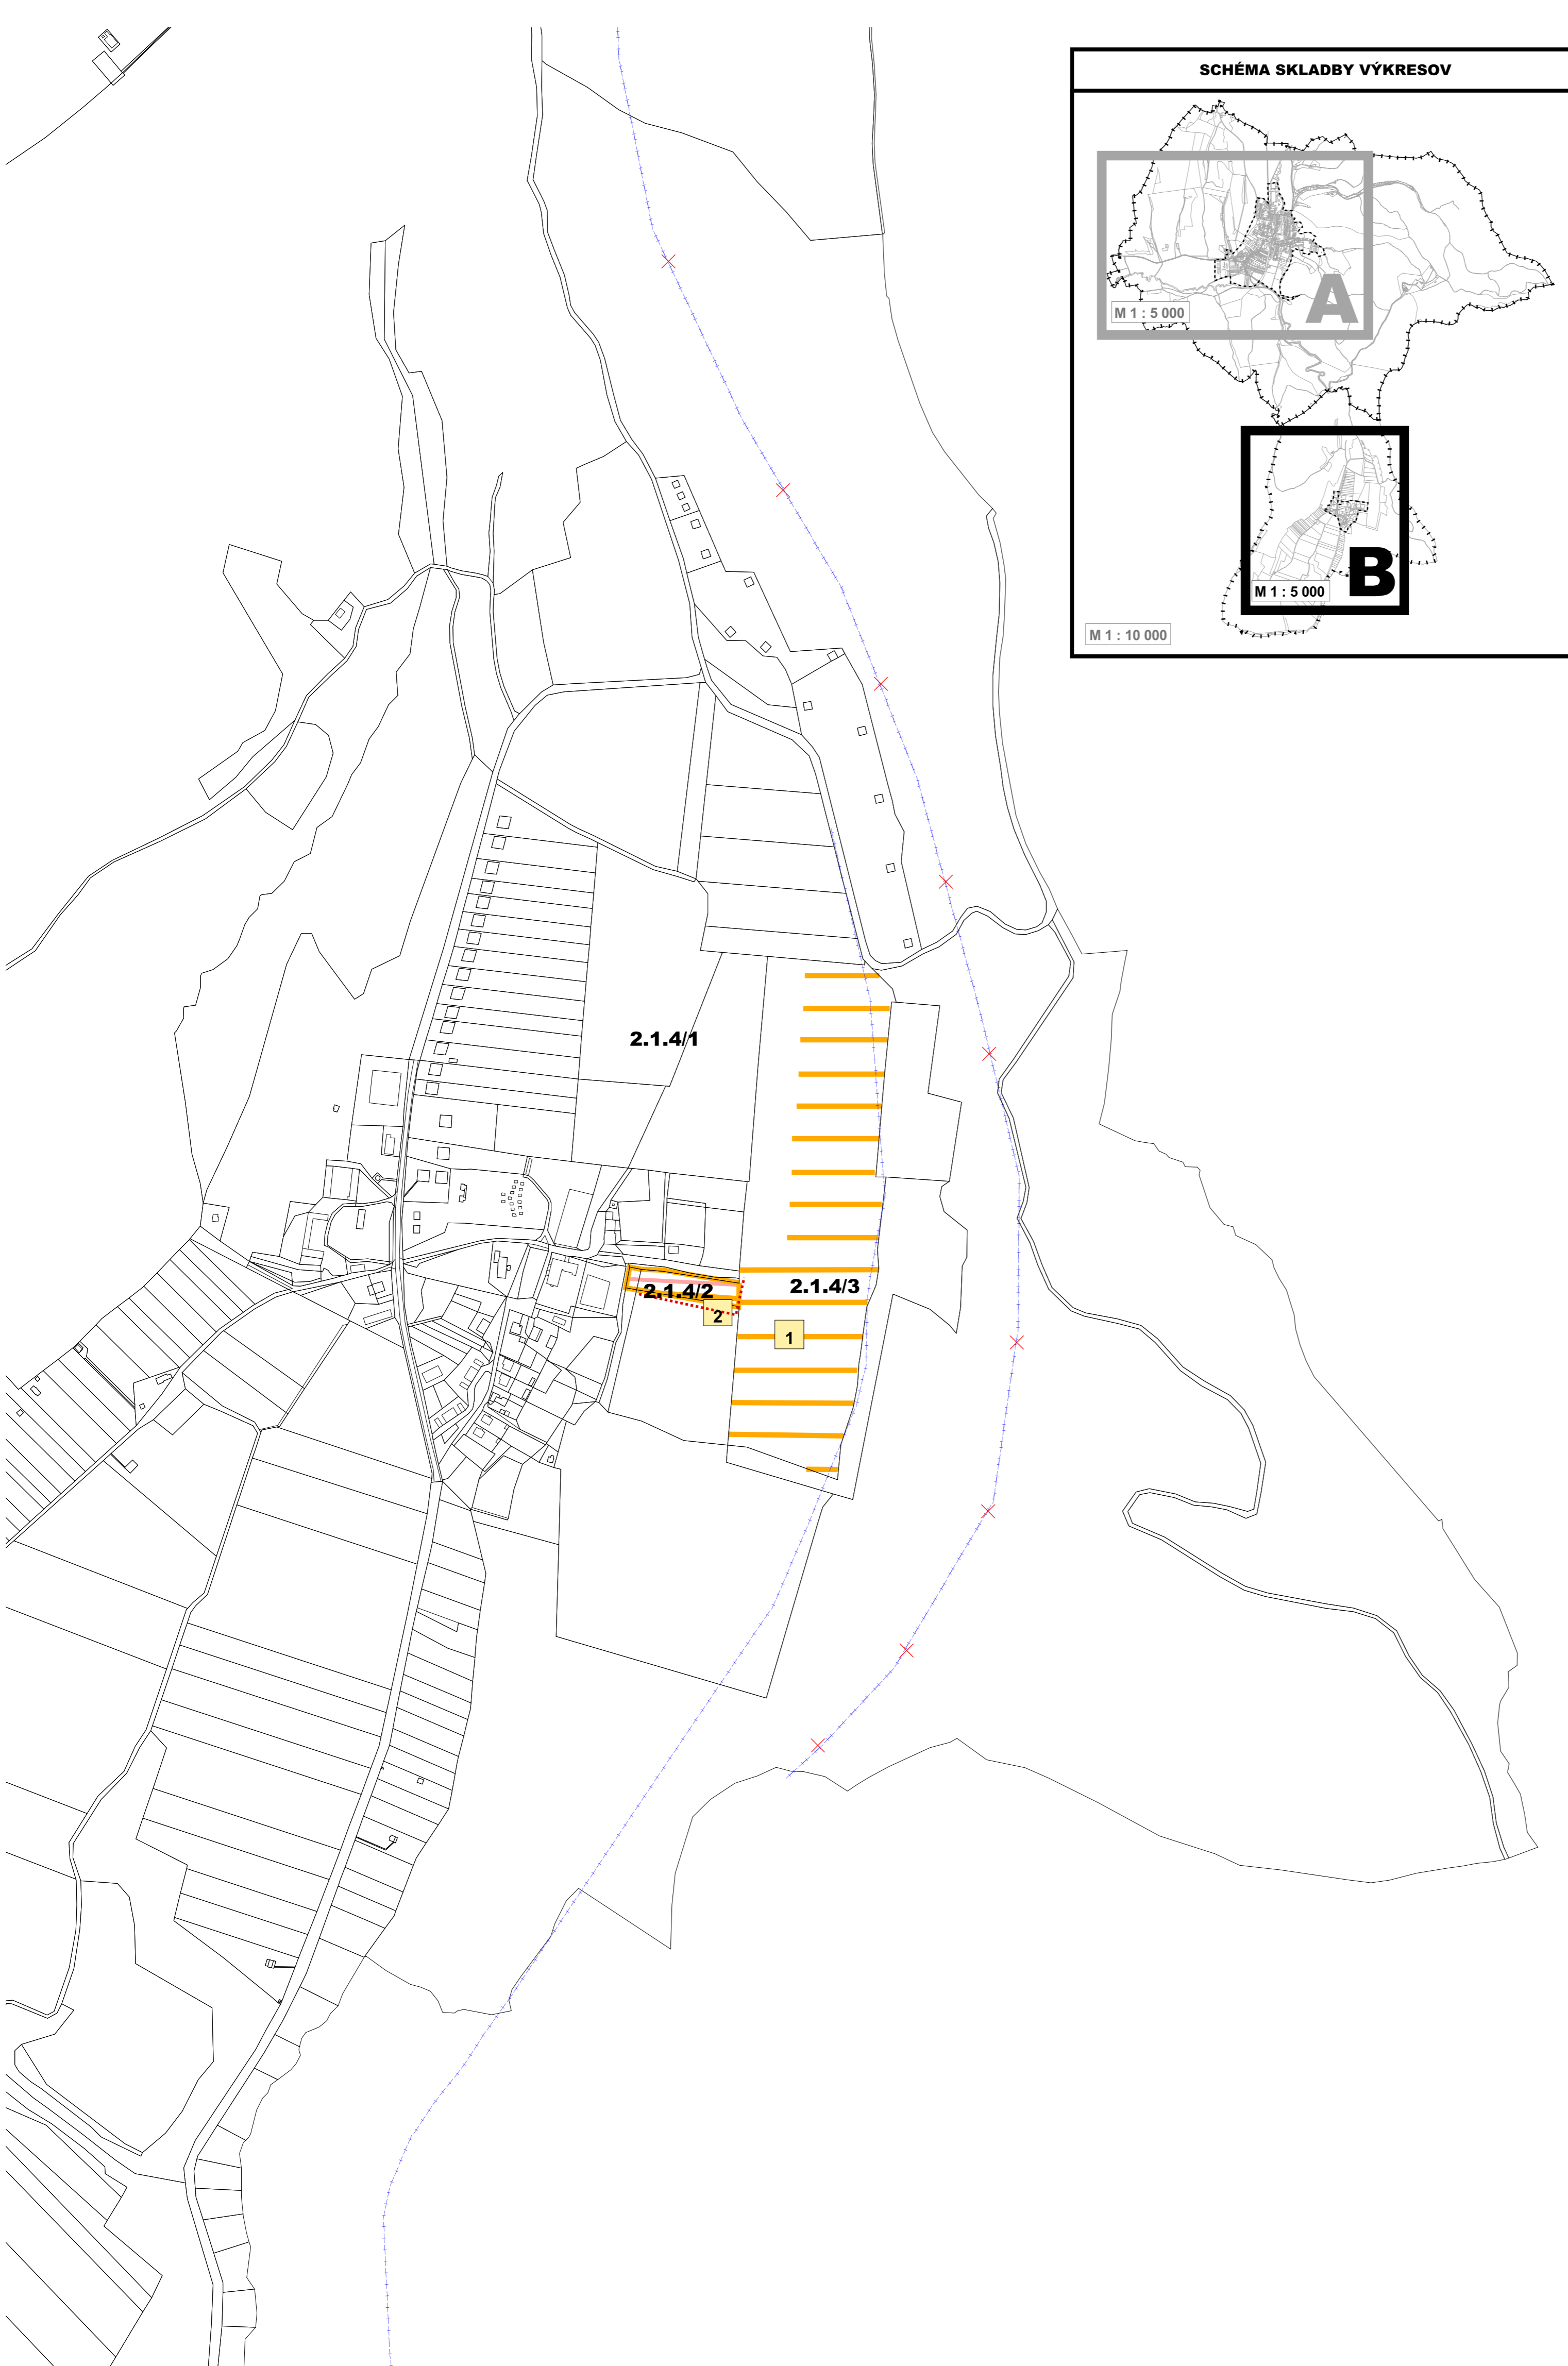 SCHÉMA SKLADBY VÝKRESOV
A
M 1 : 5 000
B
M 1 : 5 000
M 1 : 10 000
2.1.4/1
2.1.4/2
2.1.4/3
2
1